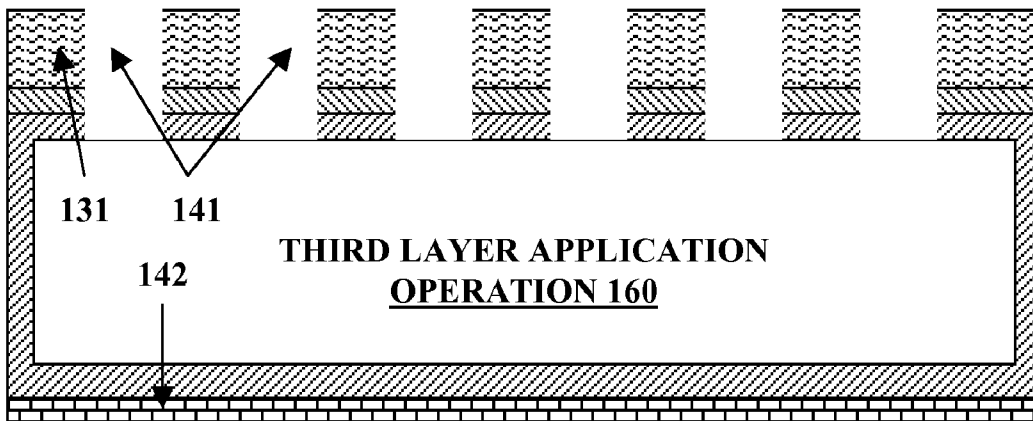 131
141
142
THIRD LAYER APPLICATION
OPERATION 160